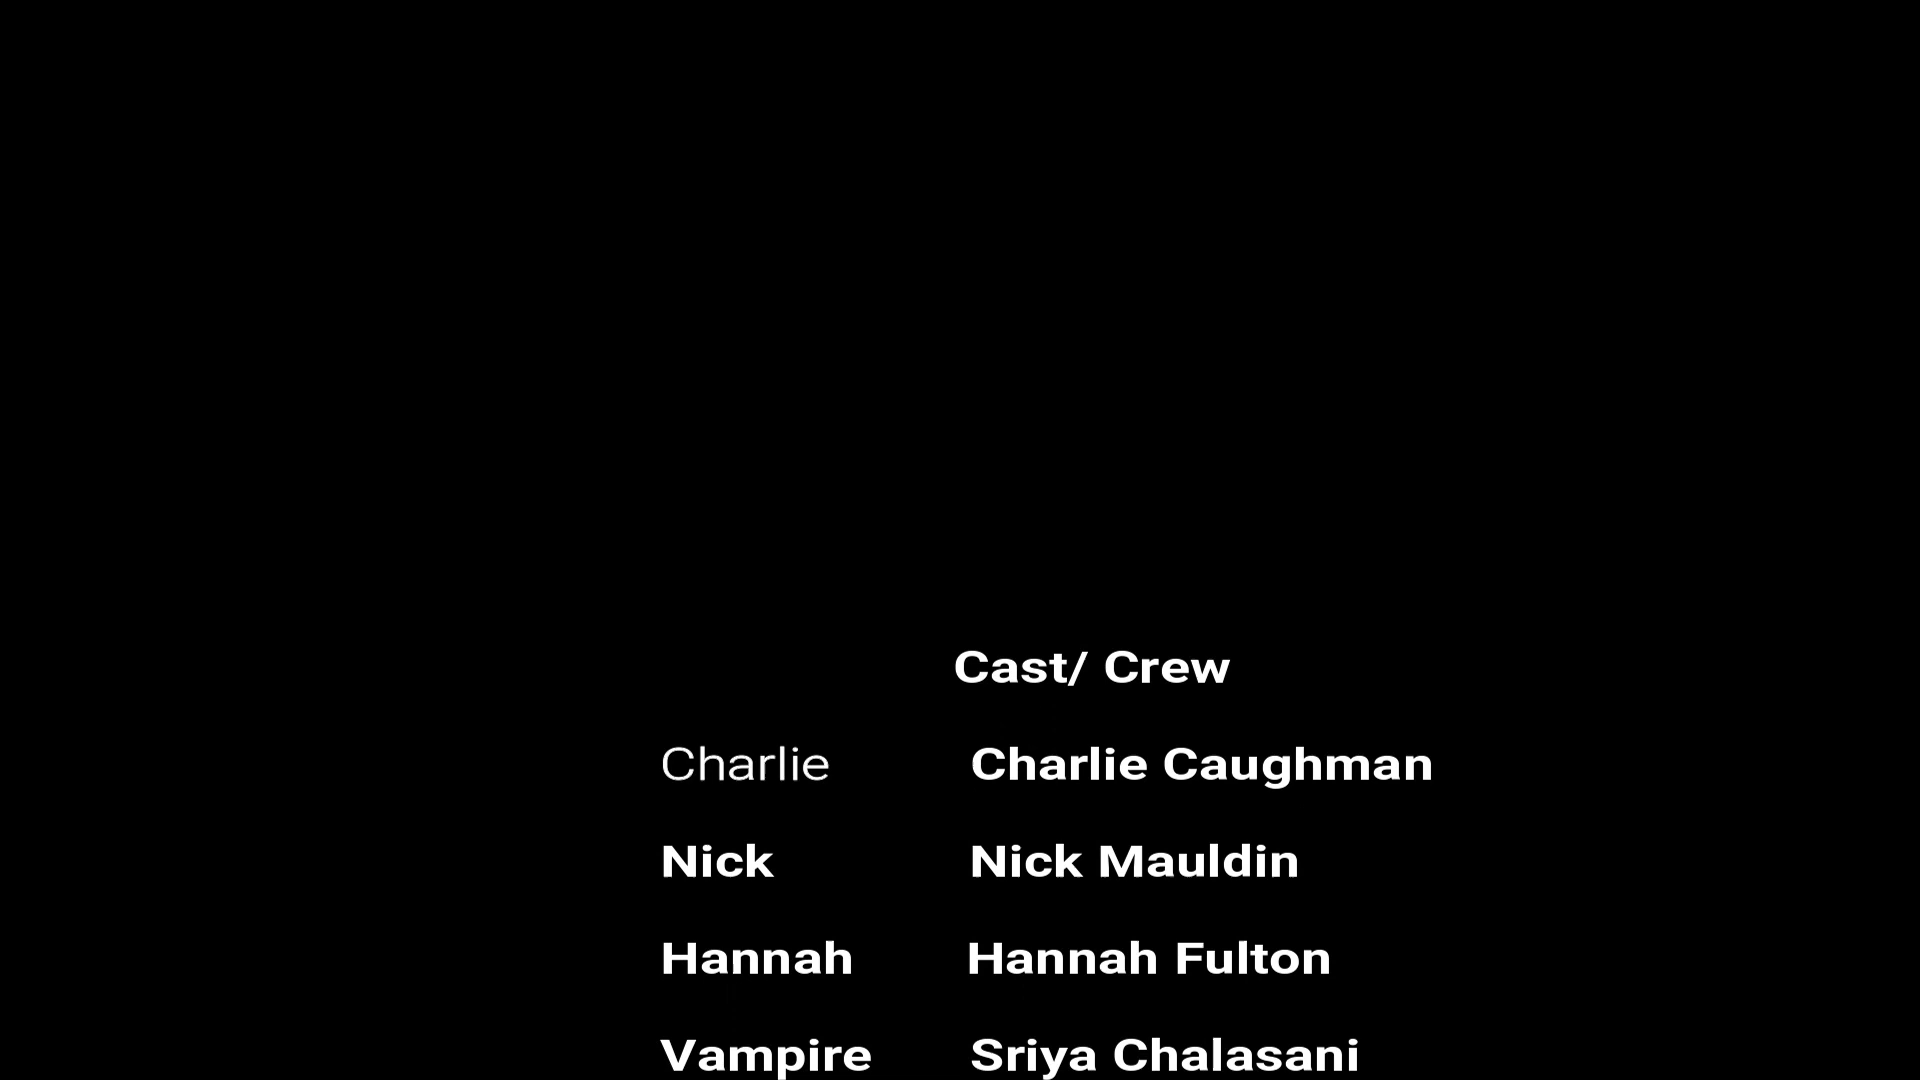 Cast/ Crew
Charlie Charlie Caughman
Nick Nick Mauldin
Hannah Hannah Fulton
Vampire Sriya Chalasani